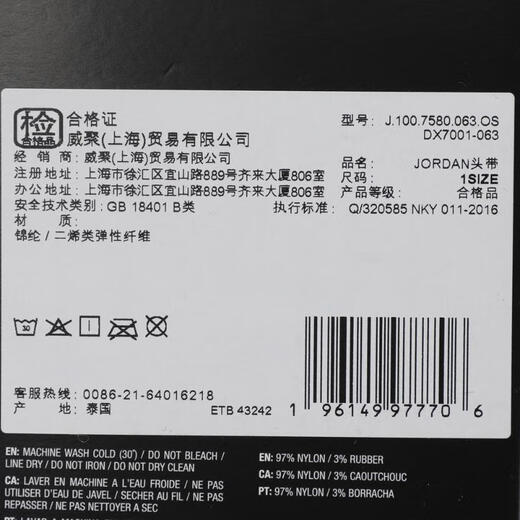 检
合格品
合格证
威聚(上海)贸易有限公司
型号: J.100.7580.063.OS
DX7001-063
经销商: 威聚(上海)贸易有限公司
品名: JORDAN头带
注册地址: 上海市徐汇区宜山路889号齐来大厦806室
尺码: 1SIZE
办公地址: 上海市徐汇区宜山路889号齐来大厦806室
产品等级: 合格品
安全技术类别: GB 18401 B类
执行标准: Q/320585 NKY 011-2016
材质:
锦纶/二烯类弹性纤维
30
客服热线: 0086-21-64016218
产地: 泰国
ETB 43242
1 96149 97770 6
EN: MACHINE WASH COLD (30°) / DO NOT BLEACH /
LINE DRY / DO NOT IRON / DO NOT DRY CLEAN
CA: LAVER EN MACHINE A L'EAU FROIDE / NE PAS
UTILISER D'EAU DE JAVEL / SECHER AU FIL / NE PAS
REPASSER / NE PAS NETTOYER A SEC
EN: 97% NYLON / 3% RUBBER
CA: 97% NYLON / 3% CAOUTCHOUC
PT: 97% NYLON / 3% BORRACHA